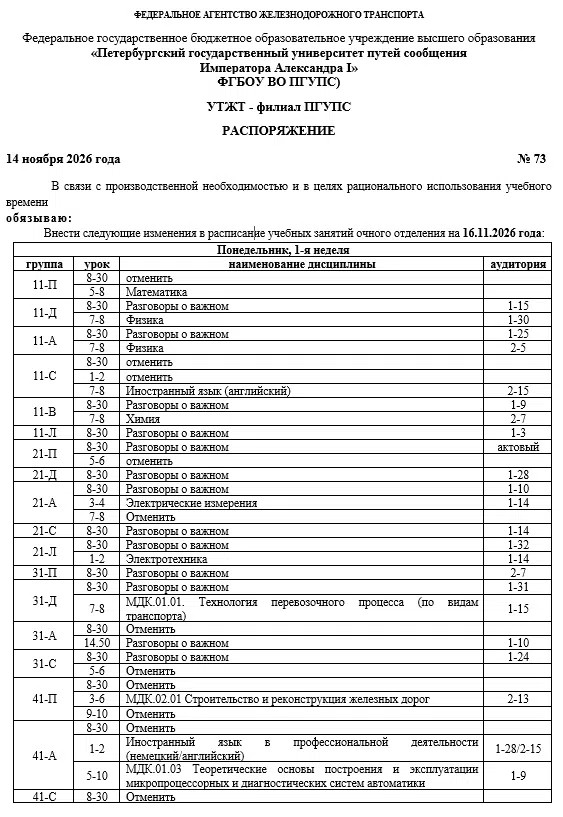 ФЕДЕРАЛЬНОЕ АГЕНТСТВО ЖЕЛЕЗНОДОРОЖНОГО ТРАНСПОРТА
Федеральное государственное бюджетное образовательное учреждение высшего образования
«Петербургский государственный университет путей сообщения
Императора Александра I»
ФГБОУ ВО ПГУПС)
УТЖТ - филиал ПГУПС
РАСПОРЯЖЕНИЕ
14 ноября 2026 года № 73
В связи с производственной необходимостью и в целях рационального использования учебного
времени
обязываю:
Внести следующие изменения в расписание учебных занятий очного отделения на 16.11.2026 года:
Понедельник, 1-я неделя
группа урок наименование дисциплины аудитория
11-П 8-30 отменить
5-8 Математика
11-Д 8-30 Разговоры о важном 1-15
7-8 Физика 1-30
11-А 8-30 Разговоры о важном 1-25
7-8 Физика 2-5
11-С 8-30 отменить
1-2 отменить
7-8 Иностранный язык (английский) 2-15
11-В 8-30 Разговоры о важном 1-9
7-8 Химия 2-7
11-Л 8-30 Разговоры о важном 1-3
21-П 8-30 Разговоры о важном актовый
5-6 отменить
21-Д 8-30 Разговоры о важном 1-28
21-А 8-30 Разговоры о важном 1-10
3-4 Электрические измерения 1-14
7-8 Отменить
21-С 8-30 Разговоры о важном 1-14
21-Л 8-30 Разговоры о важном 1-32
1-2 Электротехника 1-14
31-П 8-30 Разговоры о важном 2-7
31-Д 8-30 Разговоры о важном 1-31
7-8 МДК.01.01. Технология перевозочного процесса (по видам
транспорта) 1-15
31-А 8-30 Отменить
14.50 Разговоры о важном 1-10
31-С 8-30 Разговоры о важном 1-24
5-6 Отменить
41-П 8-30 Отменить
3-6 МДК.02.01 Строительство и реконструкция железных дорог 2-13
9-10 Отменить
41-А 8-30 Отменить
1-2 Иностранный язык в профессиональной деятельности
(немецкий/английский) 1-28/2-15
5-10 МДК.01.03 Теоретические основы построения и эксплуатации
микропроцессорных и диагностических систем автоматики 1-9
41-С 8-30 Отменить